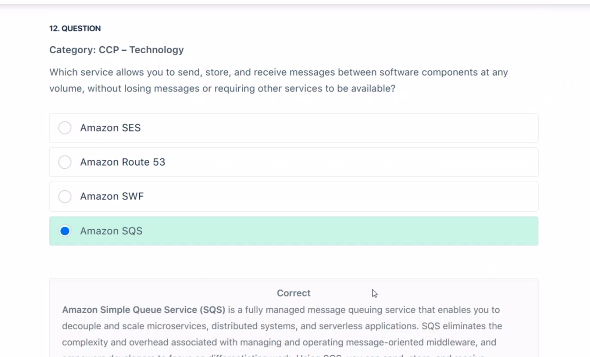 12. QUESTION
Category: CCP – Technology
Which service allows you to send, store, and receive messages between software components at any
volume, without losing messages or requiring other services to be available?
Amazon SES
Amazon Route 53
Amazon SWF
Amazon SQS
Correct
Amazon Simple Queue Service (SQS) is a fully managed message queuing service that enables you to
decouple and scale microservices, distributed systems, and serverless applications. SQS eliminates the
complexity and overhead associated with managing and operating message-oriented middleware, and